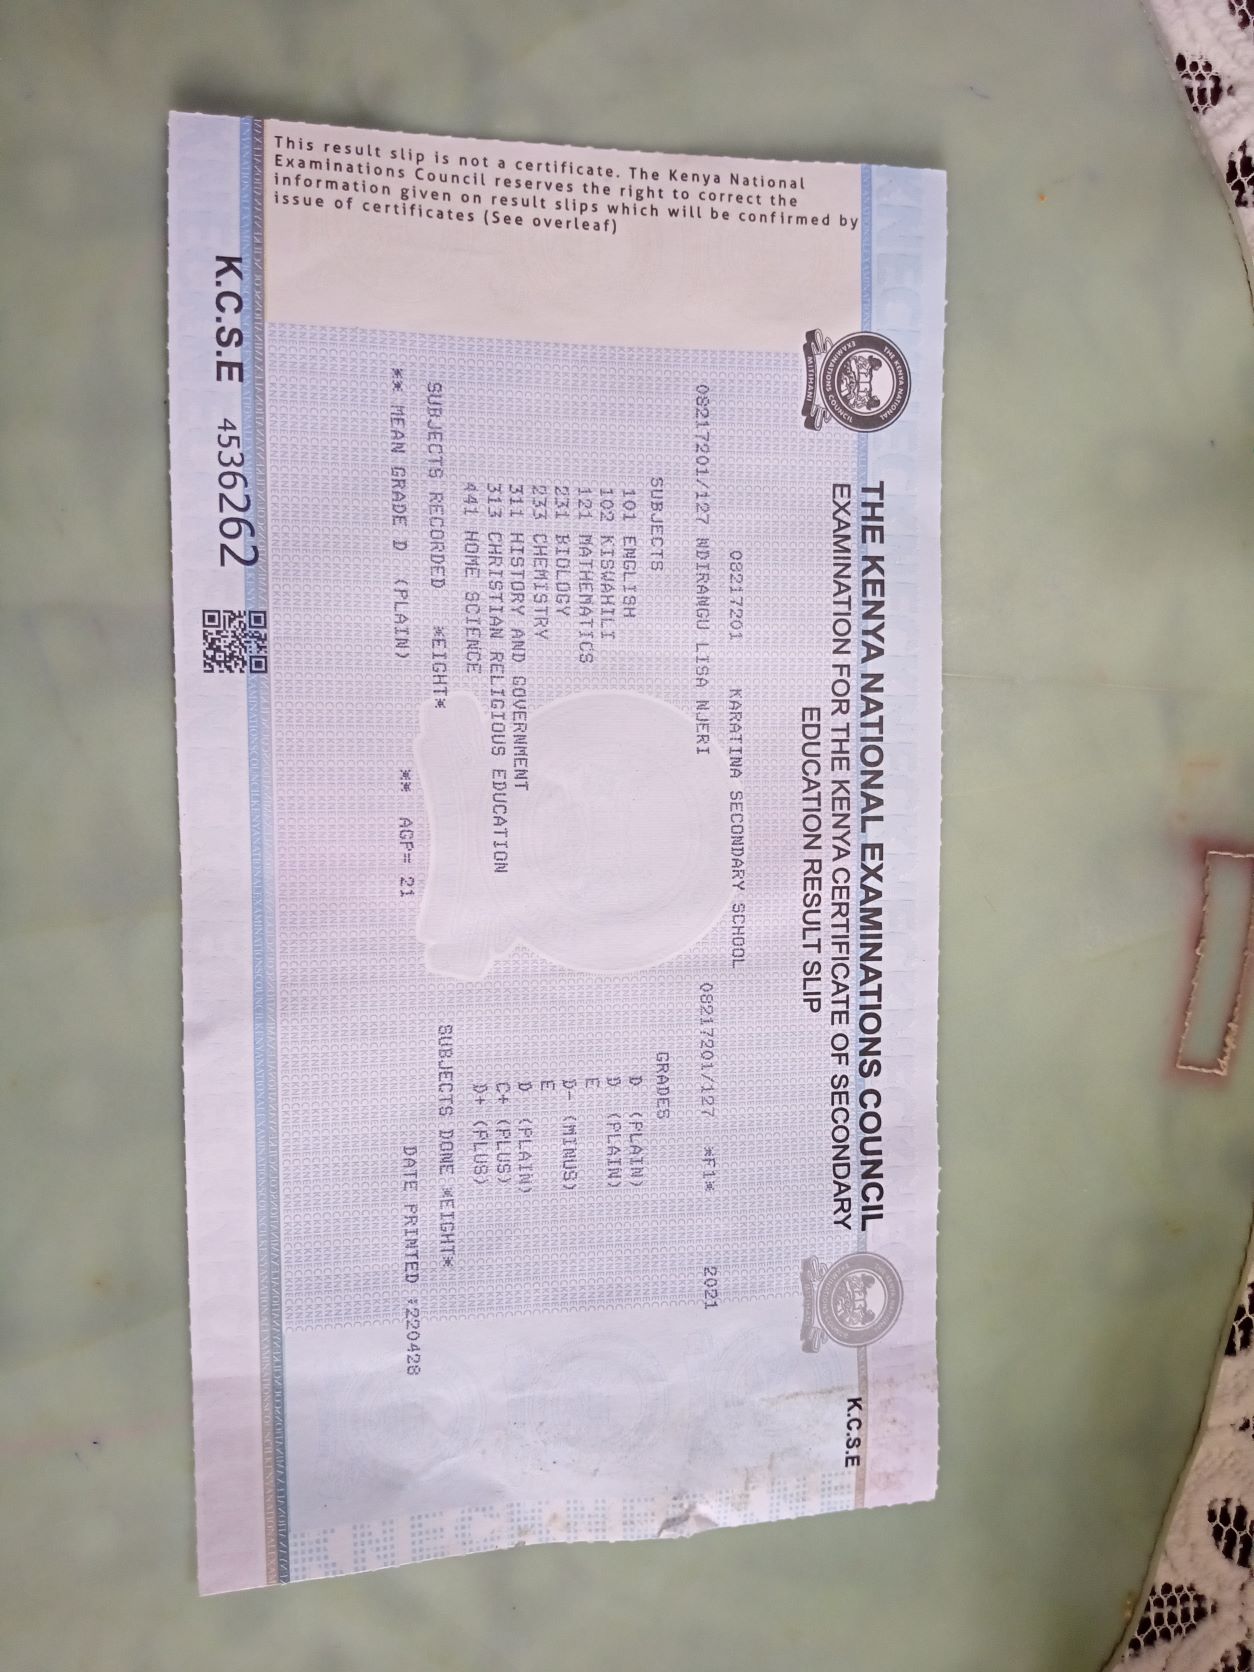 THE KENYA NATIONAL EXAMINATIONS COUNCIL
EXAMINATION FOR THE KENYA CERTIFICATE OF SECONDARY
EDUCATION RESULT SLIP
K.C.S.E
THE KENYA NATIONAL EXAMINATIONS COUNCIL
MITIHANI
08217201 KARATINA SECONDARY SCHOOL
08217201/127 NDIRANGU LISA NJERI 08217201/127 *F1* 2021
SUBJECTS GRADES
101 ENGLISH D (PLAIN)
102 KISWAHILI D (PLAIN)
121 MATHEMATICS E
231 BIOLOGY D- (MINUS)
233 CHEMISTRY E
311 HISTORY AND GOVERNMENT D (PLAIN)
313 CHRISTIAN RELIGIOUS EDUCATION C+ (PLUS)
441 HOME SCIENCE D+ (PLUS)
SUBJECTS RECORDED *EIGHT* SUBJECTS DONE *EIGHT*
** MEAN GRADE D (PLAIN) ** AGP= 21 DATE PRINTED :220428
K.C.S.E 4536262
This result slip is not a certificate. The Kenya National
Examinations Council reserves the right to correct the
information given on result slips which will be confirmed by
issue of certificates (See overleaf)